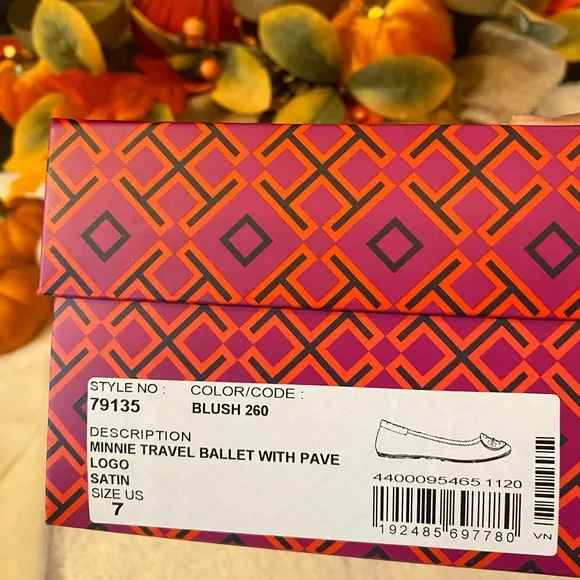 STYLE NO :
COLOR/CODE :
79135
BLUSH 260
DESCRIPTION
MINNIE TRAVEL BALLET WITH PAVE
LOGO
SATIN
SIZE US
7
4400095465 1120
192485 697780
VN